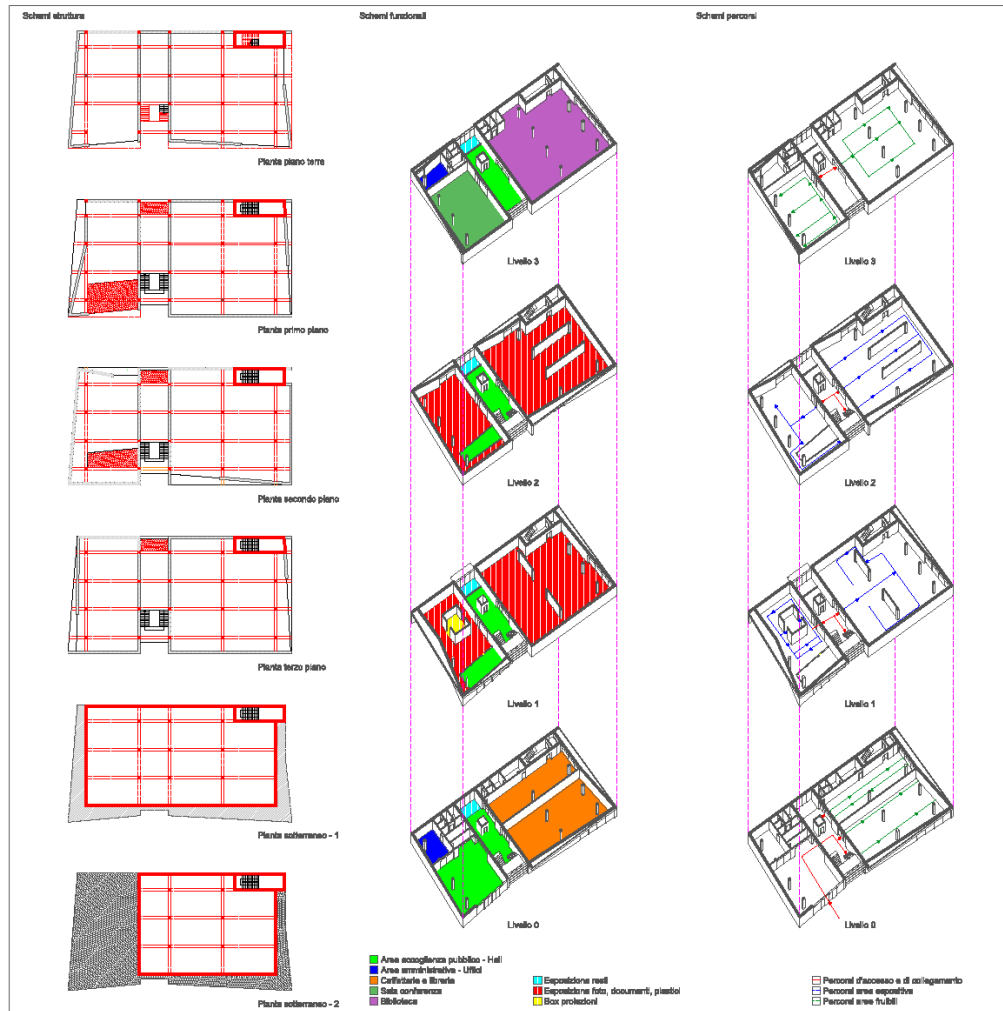 Schemi struttura
Schemi funzionali
Schemi percorsi
Pianta piano terra
Pianta primo piano
Pianta secondo piano
Pianta terzo piano
Pianta sotterraneo - 1
Pianta sotterraneo - 2
Livello 3
Livello 2
Livello 1
Livello 0
Livello 3
Livello 2
Livello 1
Livello 0
Area accoglienza pubblico - Hall
Area amministrativa - Uffici
Caffetteria e libreria
Sala conferenza
Biblioteca
Esposizione resti
Esposizione foto, documenti, plastici
Box proiezioni
Percorsi d'accesso e di collegamento
Percorsi area espositiva
Percorsi aree fruibili